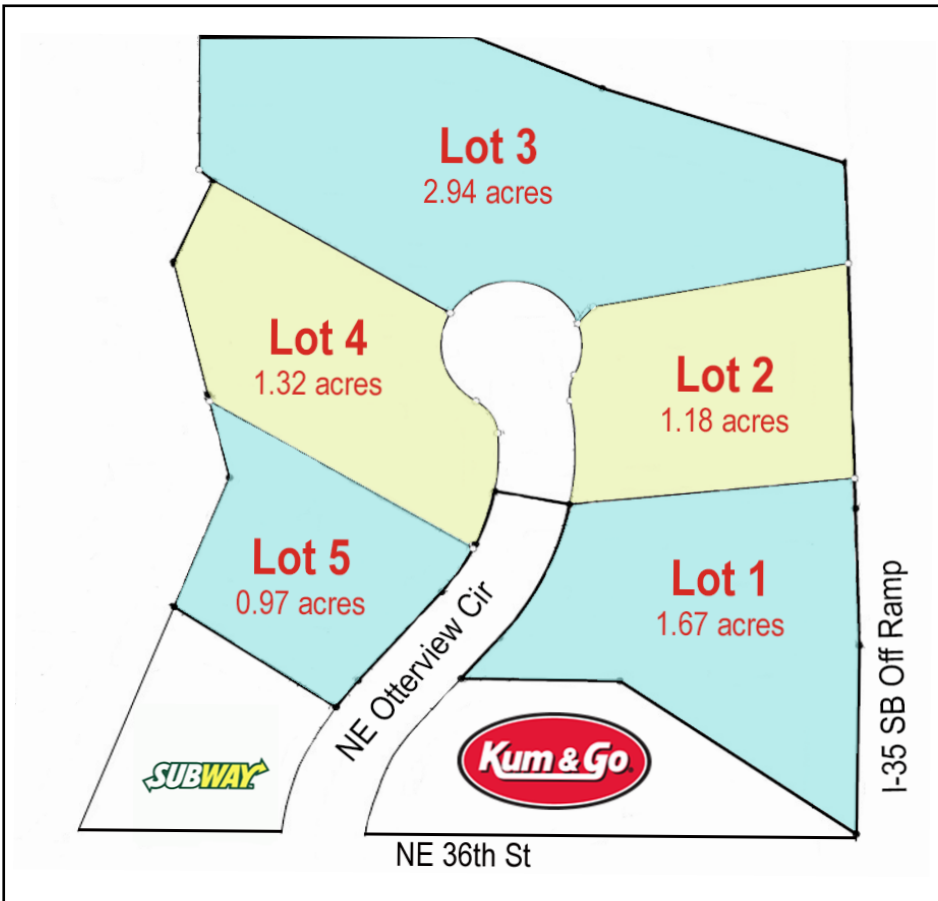 Lot 3
2.94 acres
Lot 4
1.32 acres
Lot 2
1.18 acres
Lot 5
0.97 acres
Lot 1
1.67 acres
NE Otterview Cir
I-35 SB Off Ramp
SUBWAY
Kum & Go
NE 36th St